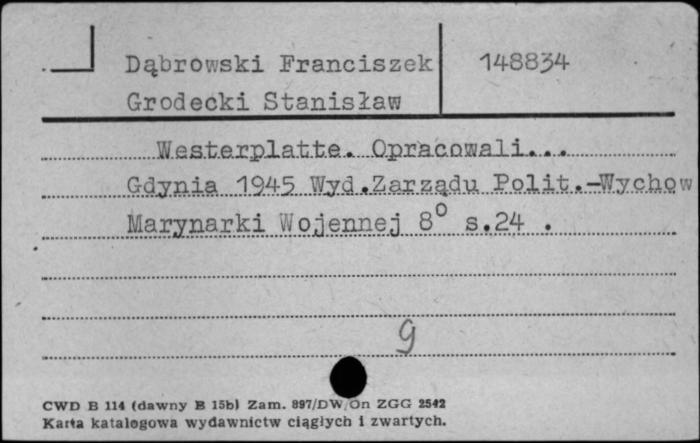 Dąbrowski Franciszek 148834
Grodecki Stanisław
Westerplatte. Opracowali...
Gdynia 1945 Wyd.Zarządu Polit.-Wychow
Marynarki Wojennej 8° s.24 .
g
CWD B 114 (dawny B 15b) Zam. 897/DW/On ZGG 2542
Karta katalogowa wydawnictw ciągłych i zwartych.